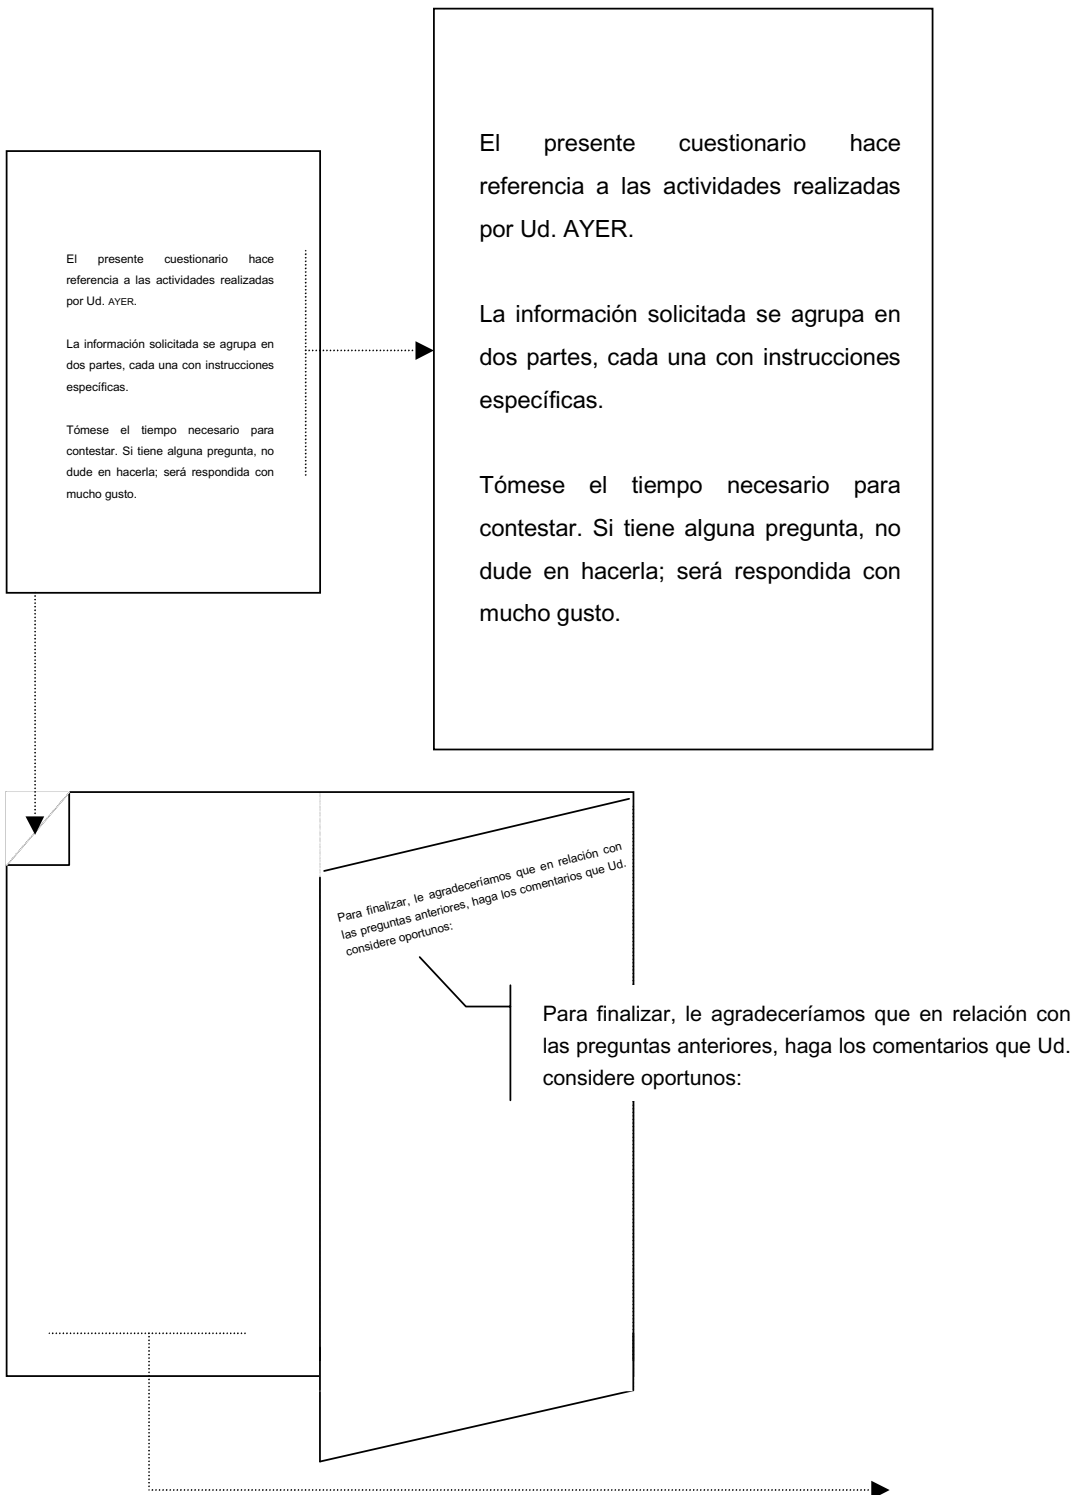 El presente cuestionario hace
referencia a las actividades realizadas
por Ud. AYER.
La información solicitada se agrupa en
dos partes, cada una con instrucciones
específicas.
Tómese el tiempo necesario para
contestar. Si tiene alguna pregunta, no
dude en hacerla; será respondida con
mucho gusto.
El presente cuestionario hace
referencia a las actividades realizadas
por Ud. AYER.
La información solicitada se agrupa en
dos partes, cada una con instrucciones
específicas.
Tómese el tiempo necesario para
contestar. Si tiene alguna pregunta, no
dude en hacerla; será respondida con
mucho gusto.
Para finalizar, le agradeceríamos que en relación con
las preguntas anteriores, haga los comentarios que Ud.
considere oportunos:
Para finalizar, le agradeceríamos que en relación con
las preguntas anteriores, haga los comentarios que Ud.
considere oportunos: